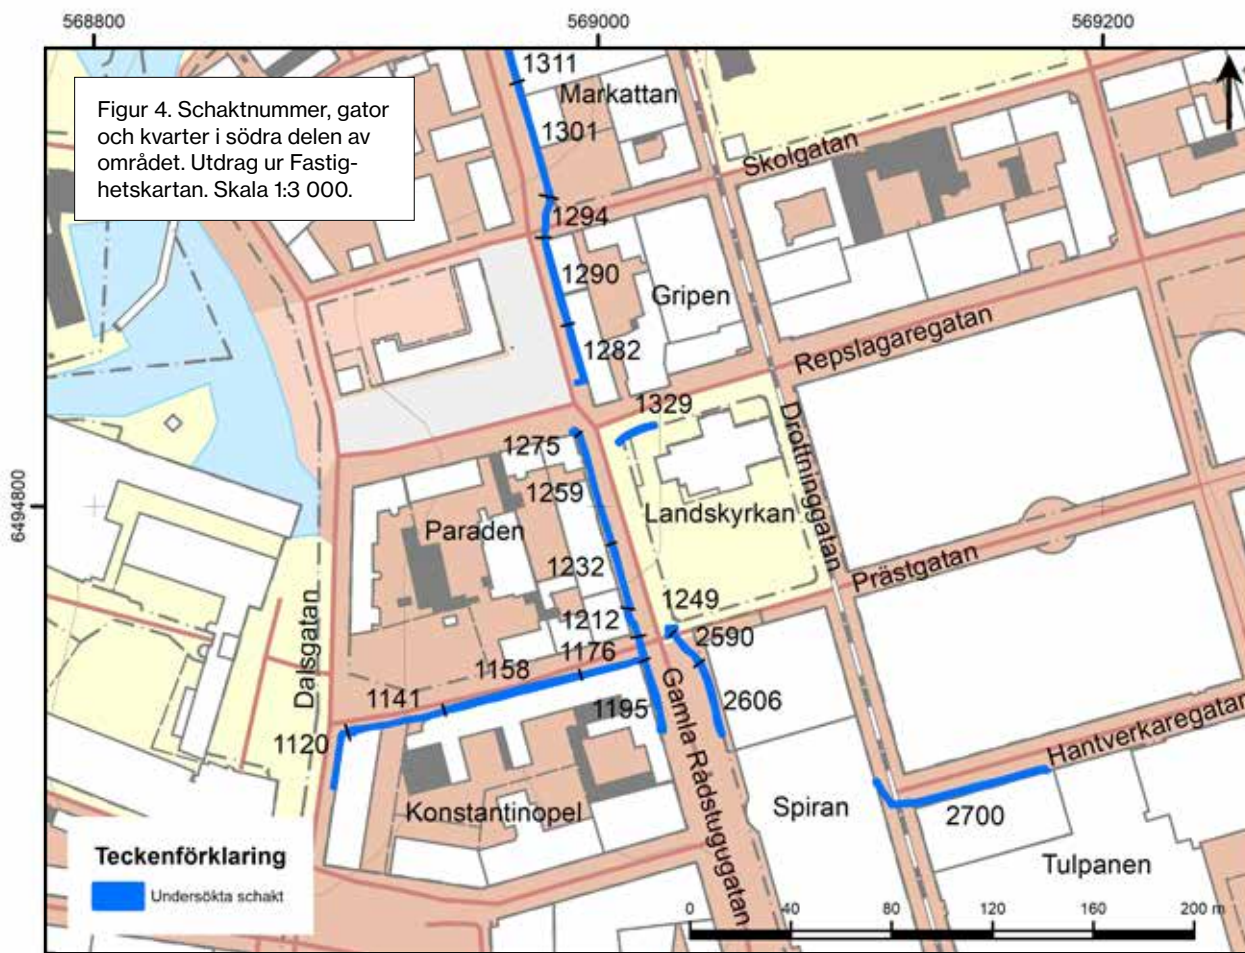 568800
569000
569200
6494800
Figur 4. Schaktnummer, gator
och kvarter i södra delen av
området. Utdrag ur Fastig-
hetskartan. Skala 1:3 000.
1311
Markattan
1301
Skolgatan
1294
1290
Gripen
1282
Repslagaregatan
1329
Drottninggatan
1275
1259
Landskyrkan
Paraden
1232
Prästgatan
1249
1212
2590
Dalsgatan
1176
1158
1141
1195
2606
Gamla Rådstugugatan
1120
Hantverkaregatan
Konstantinopel
Spiran
2700
Tulpanen
Teckenförklaring
Undersökta schakt
0 40 80 120 160 200 m